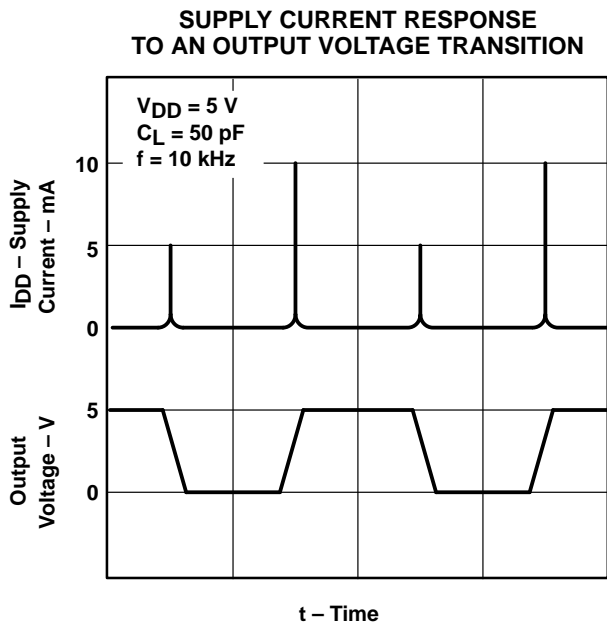 SUPPLY CURRENT RESPONSE
TO AN OUTPUT VOLTAGE TRANSITION
VDD = 5 V
CL = 50 pF
f = 10 kHz
IDD – Supply
Current – mA
10
5
0
Output
Voltage – V
5
0
t – Time